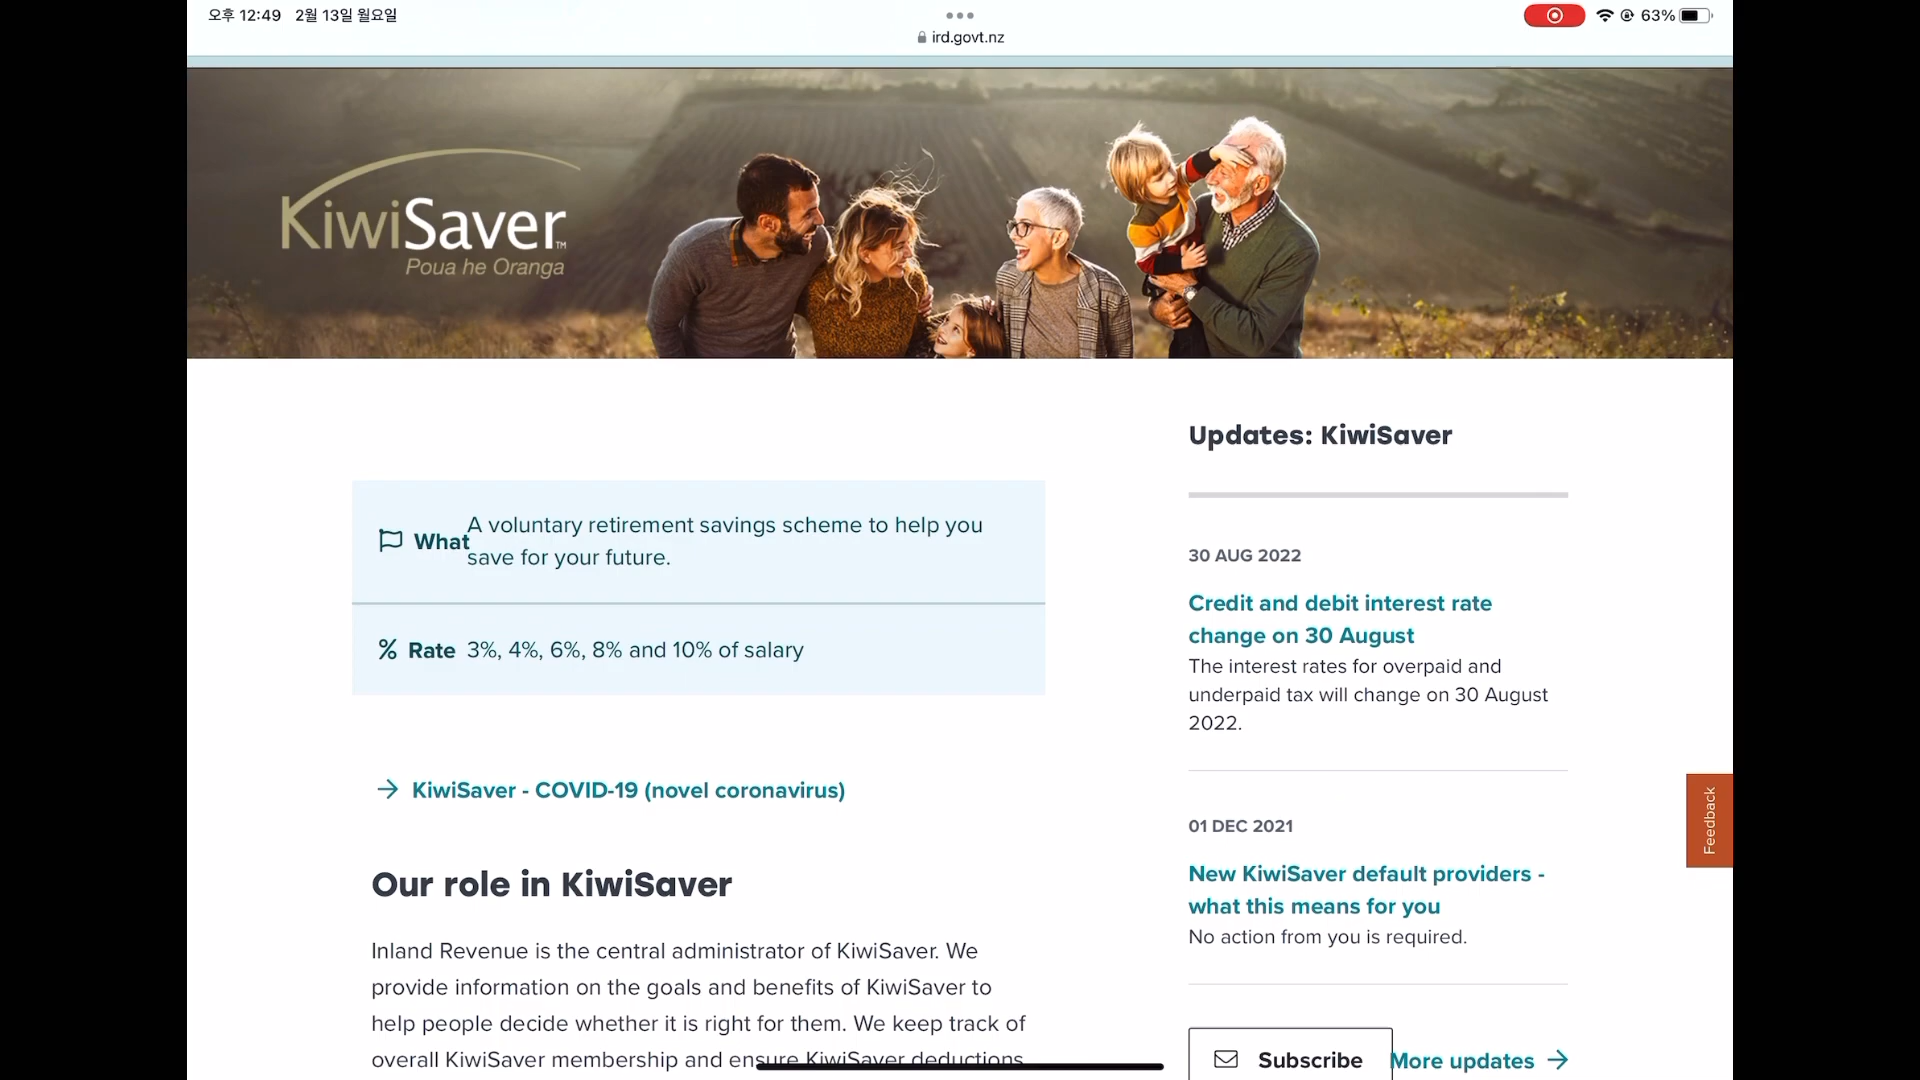 오후 12:49 2월 13일 월요일
63%
ird.govt.nz
KiwiSaver™
Poua he Oranga
What
A voluntary retirement savings scheme to help you
save for your future.
% Rate 3%, 4%, 6%, 8% and 10% of salary
→ KiwiSaver - COVID-19 (novel coronavirus)
Our role in KiwiSaver
Inland Revenue is the central administrator of KiwiSaver. We
provide information on the goals and benefits of KiwiSaver to
help people decide whether it is right for them. We keep track of
overall KiwiSaver membership and ensure KiwiSaver deductions
Updates: KiwiSaver
30 AUG 2022
Credit and debit interest rate
change on 30 August
The interest rates for overpaid and
underpaid tax will change on 30 August
2022.
01 DEC 2021
New KiwiSaver default providers -
what this means for you
No action from you is required.
Subscribe
More updates →
Feedback